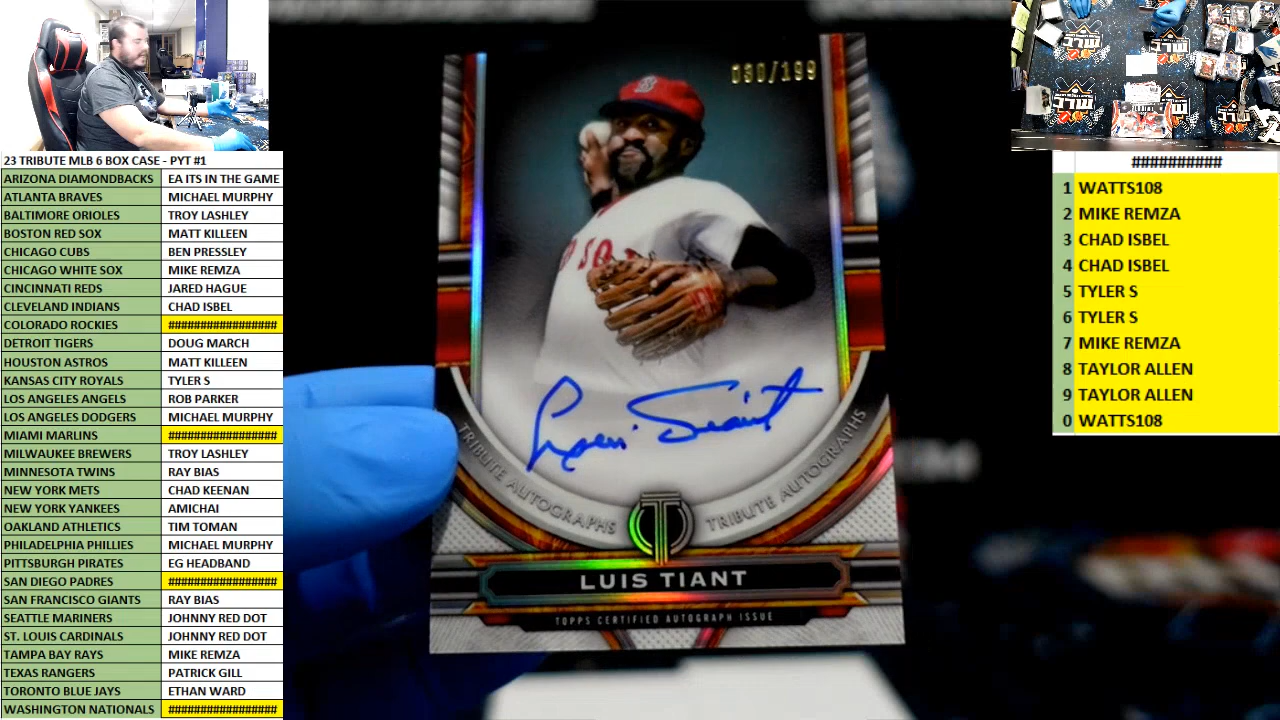 23 TRIBUTE MLB 6 BOX CASE - PYT #1
ARIZONA DIAMONDBACKS EA ITS IN THE GAME
ATLANTA BRAVES MICHAEL MURPHY
BALTIMORE ORIOLES TROY LASHLEY
BOSTON RED SOX MATT KILLEEN
CHICAGO CUBS BEN PRESSLEY
CHICAGO WHITE SOX MIKE REMZA
CINCINNATI REDS JARED HAGUE
CLEVELAND INDIANS CHAD ISBEL
COLORADO ROCKIES #################
DETROIT TIGERS DOUG MARCH
HOUSTON ASTROS MATT KILLEEN
KANSAS CITY ROYALS TYLER S
LOS ANGELES ANGELS ROB PARKER
LOS ANGELES DODGERS MICHAEL MURPHY
MIAMI MARLINS #################
MILWAUKEE BREWERS TROY LASHLEY
MINNESOTA TWINS RAY BIAS
NEW YORK METS CHAD KEENAN
NEW YORK YANKEES AMICHAI
OAKLAND ATHLETICS TIM TOMAN
PHILADELPHIA PHILLIES MICHAEL MURPHY
PITTSBURGH PIRATES EG HEADBAND
SAN DIEGO PADRES #################
SAN FRANCISCO GIANTS RAY BIAS
SEATTLE MARINERS JOHNNY RED DOT
ST. LOUIS CARDINALS JOHNNY RED DOT
TAMPA BAY RAYS MIKE REMZA
TEXAS RANGERS PATRICK GILL
TORONTO BLUE JAYS ETHAN WARD
WASHINGTON NATIONALS #################
090/199
Luis Tiant
TRIBUTE AUTOGRAPHS TRIBUTE AUTOGRAPHS
LUIS TIANT
TOPPS CERTIFIED AUTOGRAPH ISSUE
##########
1 WATTS108
2 MIKE REMZA
3 CHAD ISBEL
4 CHAD ISBEL
5 TYLER S
6 TYLER S
7 MIKE REMZA
8 TAYLOR ALLEN
9 TAYLOR ALLEN
0 WATTS108